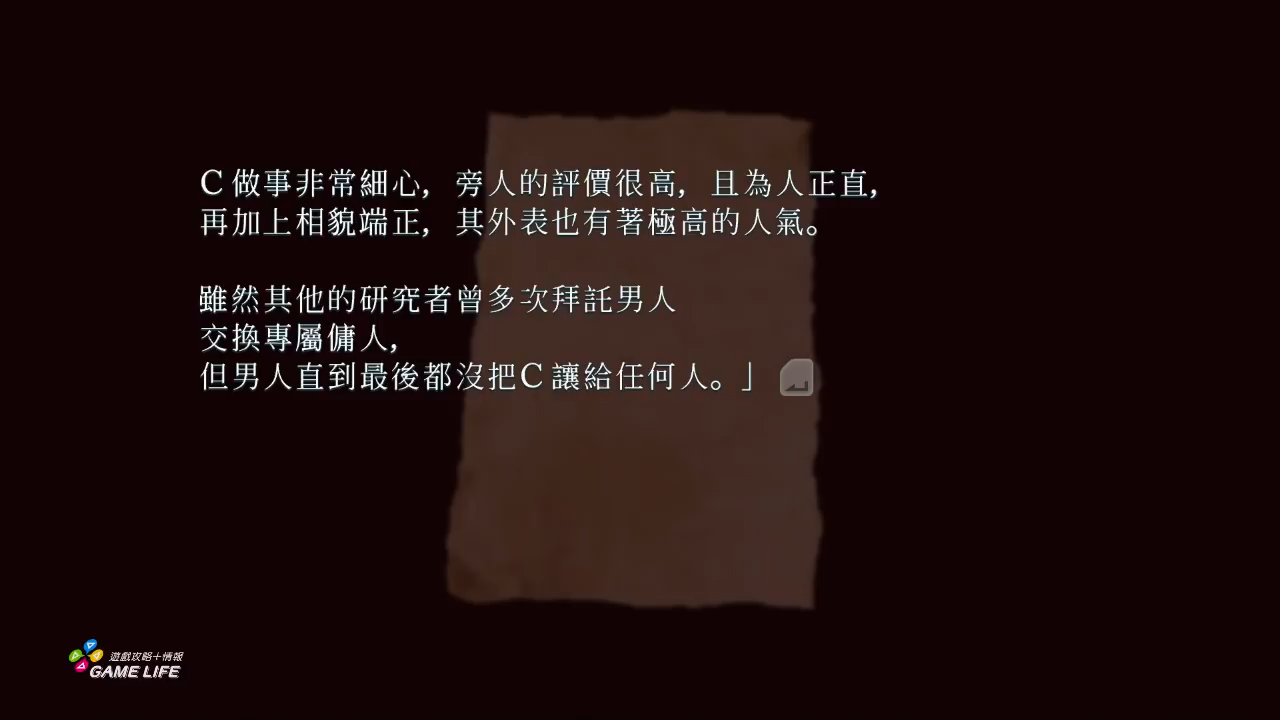 C做事非常細心，旁人的評價很高，且為人正直，
再加上相貌端正，其外表也有著極高的人氣。
雖然其他的研究者曾多次拜託男人
交換專屬傭人，
但男人直到最後都沒把C讓給任何人。」
遊戲攻略+情報
GAME LIFE